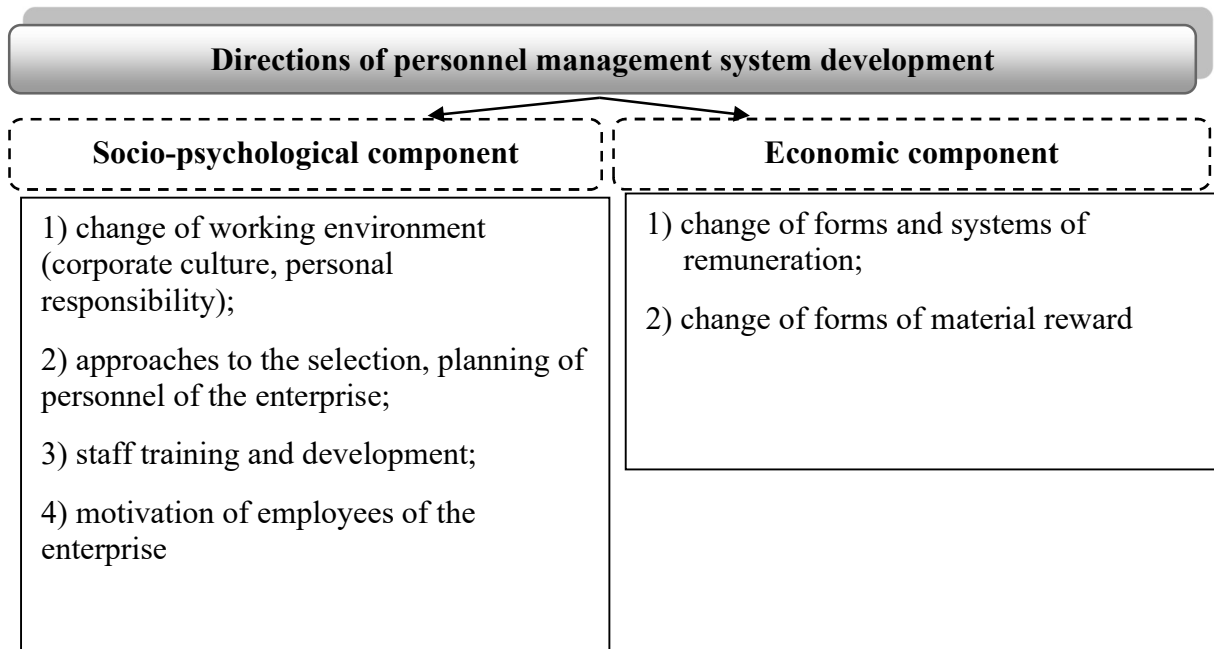 Directions of personnel management system development
Socio-psychological component
Economic component
1) change of working environment
(corporate culture, personal
responsibility);
2) approaches to the selection, planning of
personnel of the enterprise;
3) staff training and development;
4) motivation of employees of the
enterprise
1) change of forms and systems of
remuneration;
2) change of forms of material reward